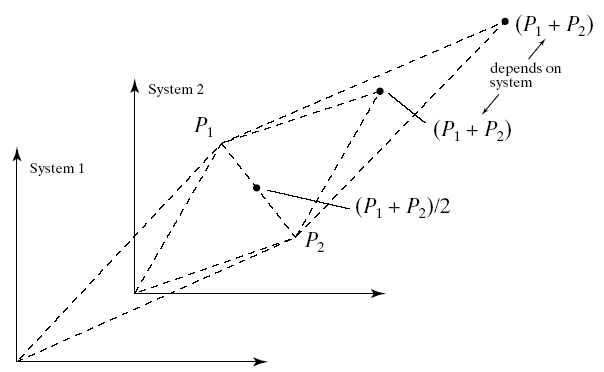 (P₁ + P₂)
depends on
system
System 2
P₁
(P₁ + P₂)
System 1
(P₁ + P₂)/2
P₂